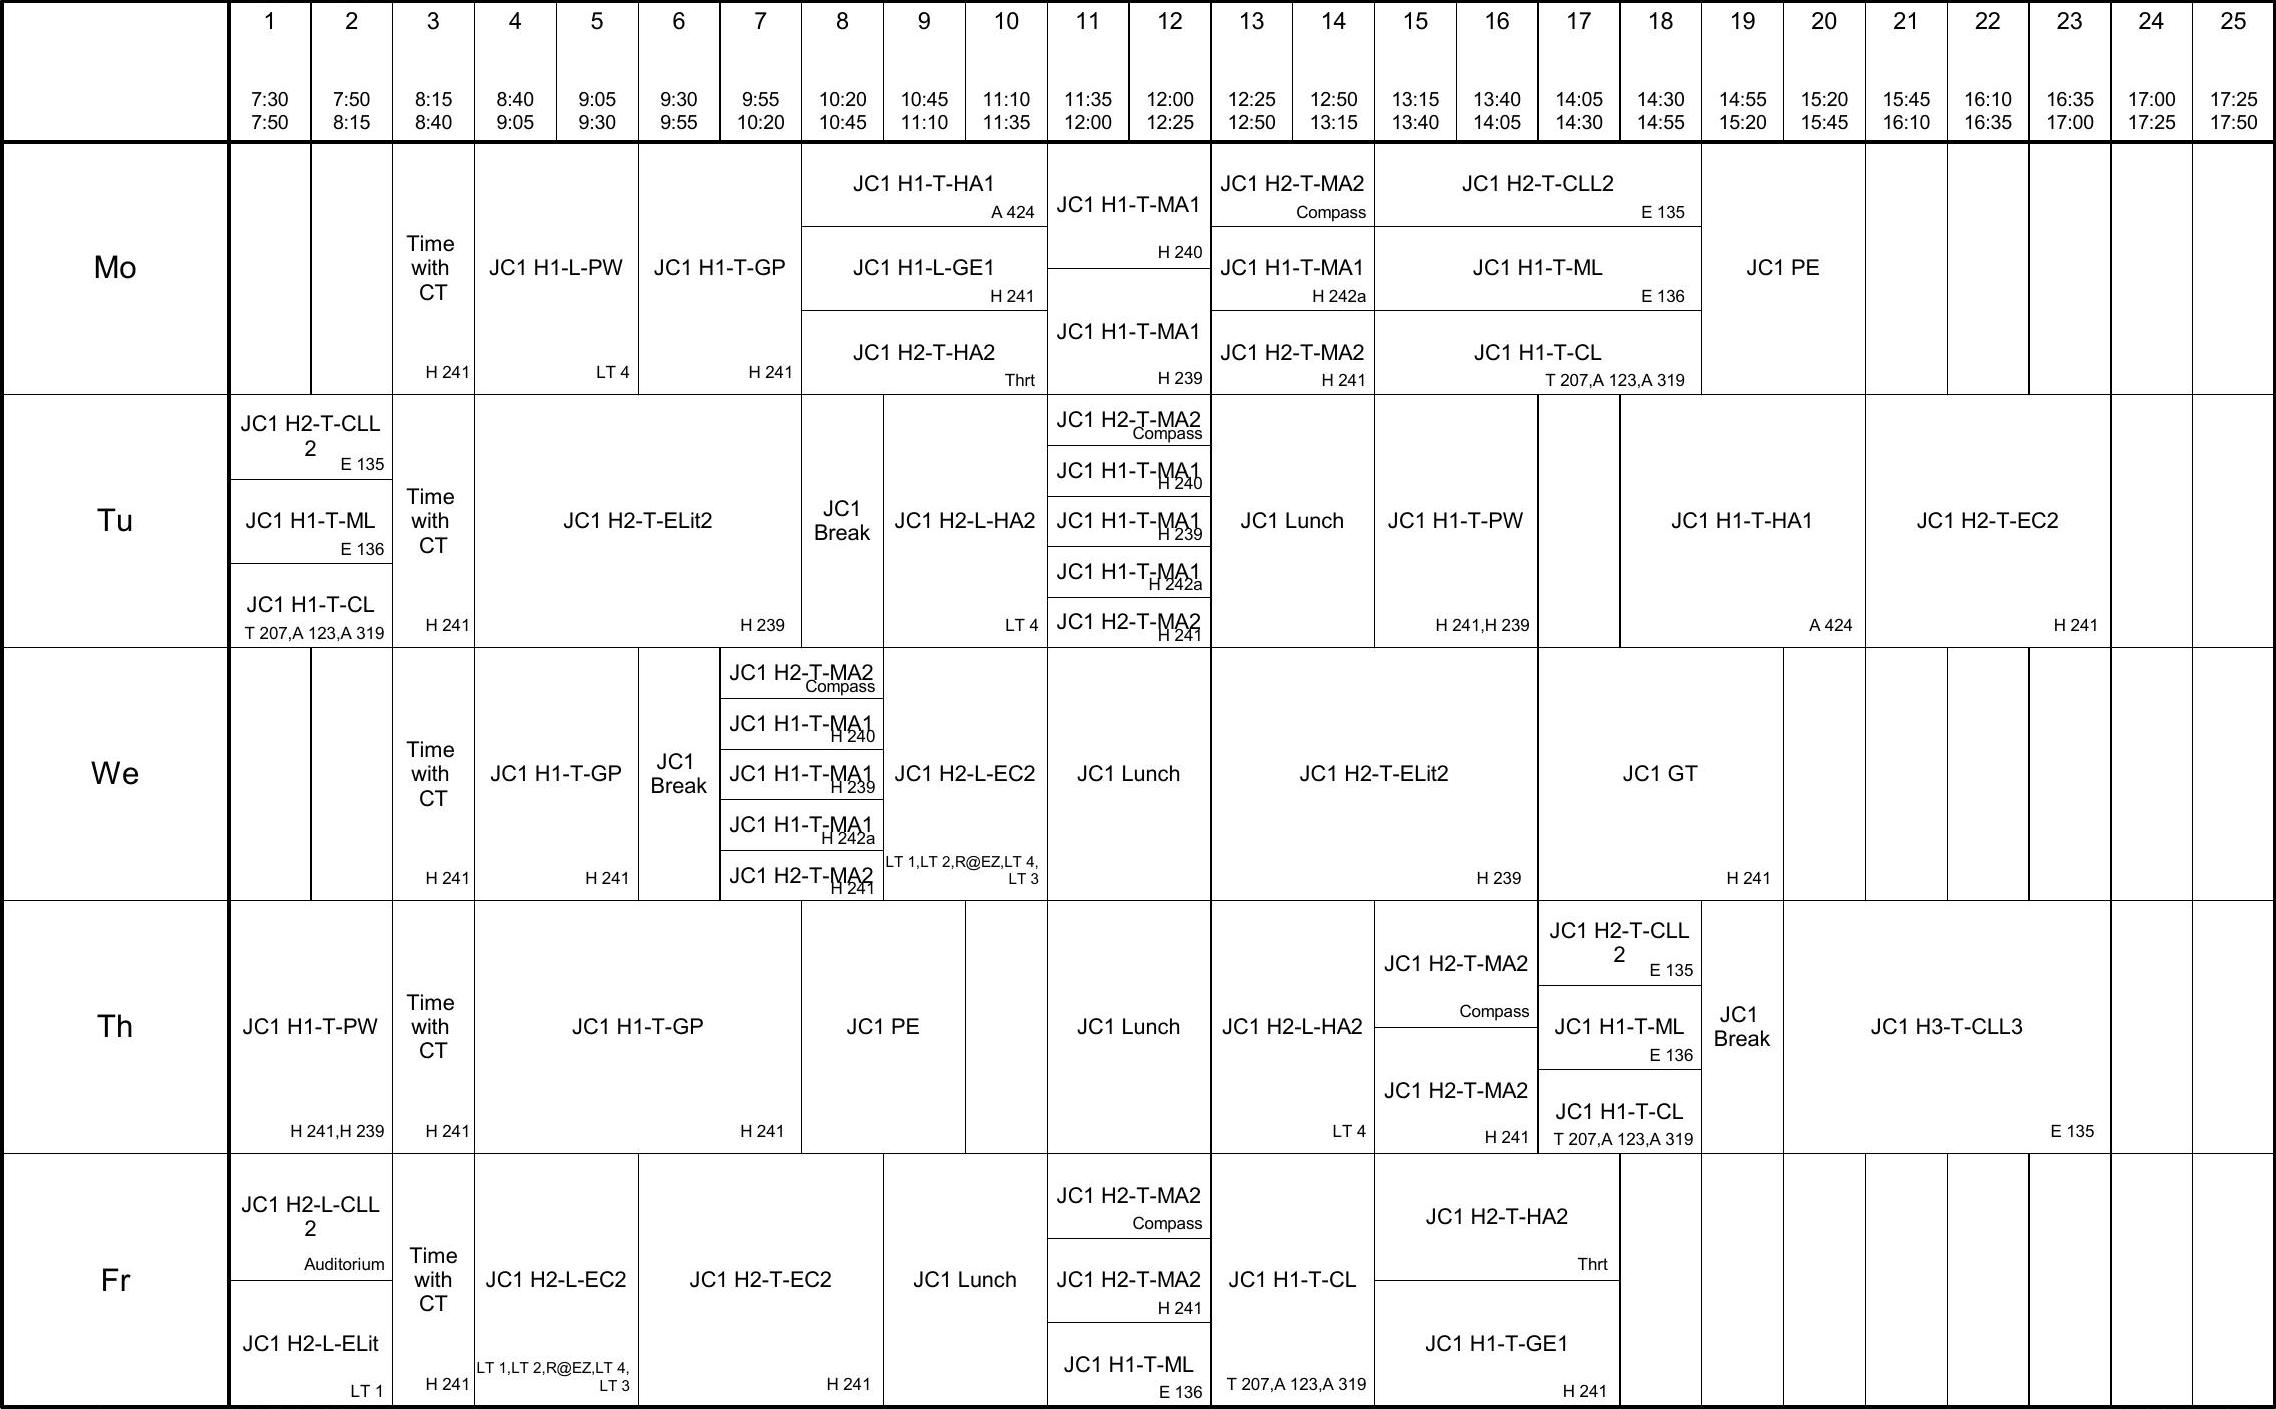 1 2 3 4 5 6 7 8 9 10 11 12 13 14 15 16 17 18 19 20 21 22 23 24 25
7:30 7:50 8:15 8:40 9:05 9:30 9:55 10:20 10:45 11:10 11:35 12:00 12:25 12:50 13:15 13:40 14:05 14:30 14:55 15:20 15:45 16:10 16:35 17:00 17:25
7:50 8:15 8:40 9:05 9:30 9:55 10:20 10:45 11:10 11:35 12:00 12:25 12:50 13:15 13:40 14:05 14:30 14:55 15:20 15:45 16:10 16:35 17:00 17:25 17:50
Mo
Time
with
CT
H 241
JC1 H1-L-PW
LT 4
JC1 H1-T-GP
H 241
JC1 H1-T-HA1
A 424
JC1 H1-L-GE1
H 241
JC1 H2-T-HA2
Thrt
JC1 H1-T-MA1
H 240
JC1 H1-T-MA1
H 239
JC1 H2-T-MA2
Compass
JC1 H1-T-MA1
H 242a
JC1 H2-T-MA2
H 241
JC1 H2-T-CLL2
E 135
JC1 H1-T-ML
E 136
JC1 H1-T-CL
T 207,A 123,A 319
JC1 PE
Tu
JC1 H2-T-CLL
2
E 135
JC1 H1-T-ML
E 136
JC1 H1-T-CL
T 207,A 123,A 319
Time
with
CT
H 241
JC1 H2-T-ELit2
H 239
JC1
Break
JC1 H2-L-HA2
LT 4
JC1 H2-T-MA2
Compass
JC1 H1-T-MA1
H 240
JC1 H1-T-MA1
H 239
JC1 H1-T-MA1
H 242a
JC1 H2-T-MA2
H 241
JC1 Lunch
JC1 H1-T-PW
H 241,H 239
JC1 H1-T-HA1
A 424
JC1 H2-T-EC2
H 241
We
Time
with
CT
H 241
JC1 H1-T-GP
H 241
JC1
Break
JC1 H2-T-MA2
Compass
JC1 H1-T-MA1
H 240
JC1 H1-T-MA1
H 239
JC1 H1-T-MA1
H 242a
JC1 H2-T-MA2
H 241
JC1 H2-L-EC2
LT 1,LT 2,R@EZ,LT 4,
LT 3
JC1 Lunch
JC1 H2-T-ELit2
H 239
JC1 GT
H 241
Th
JC1 H1-T-PW
H 241,H 239
Time
with
CT
H 241
JC1 H1-T-GP
H 241
JC1 PE
JC1 Lunch
JC1 H2-L-HA2
LT 4
JC1 H2-T-MA2
Compass
JC1 H2-T-MA2
H 241
JC1 H2-T-CLL
2
E 135
JC1 H1-T-ML
E 136
JC1 H1-T-CL
T 207,A 123,A 319
JC1
Break
JC1 H3-T-CLL3
E 135
Fr
JC1 H2-L-CLL
2
Auditorium
JC1 H2-L-ELit
LT 1
Time
with
CT
H 241
JC1 H2-L-EC2
LT 1,LT 2,R@EZ,LT 4,
LT 3
JC1 H2-T-EC2
H 241
JC1 Lunch
JC1 H2-T-MA2
Compass
JC1 H2-T-MA2
H 241
JC1 H1-T-ML
E 136
JC1 H1-T-CL
T 207,A 123,A 319
JC1 H2-T-HA2
Thrt
JC1 H1-T-GE1
H 241